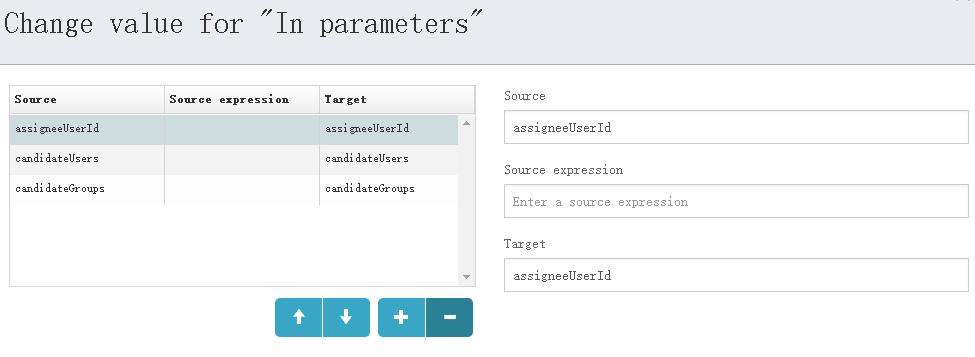 Change value for "In parameters"
Source Source expression Target
assigneeUserId assigneeUserId
candidateUsers candidateUsers
candidateGroups candidateGroups
Source
assigneeUserId
Source expression
Enter a source expression
Target
assigneeUserId